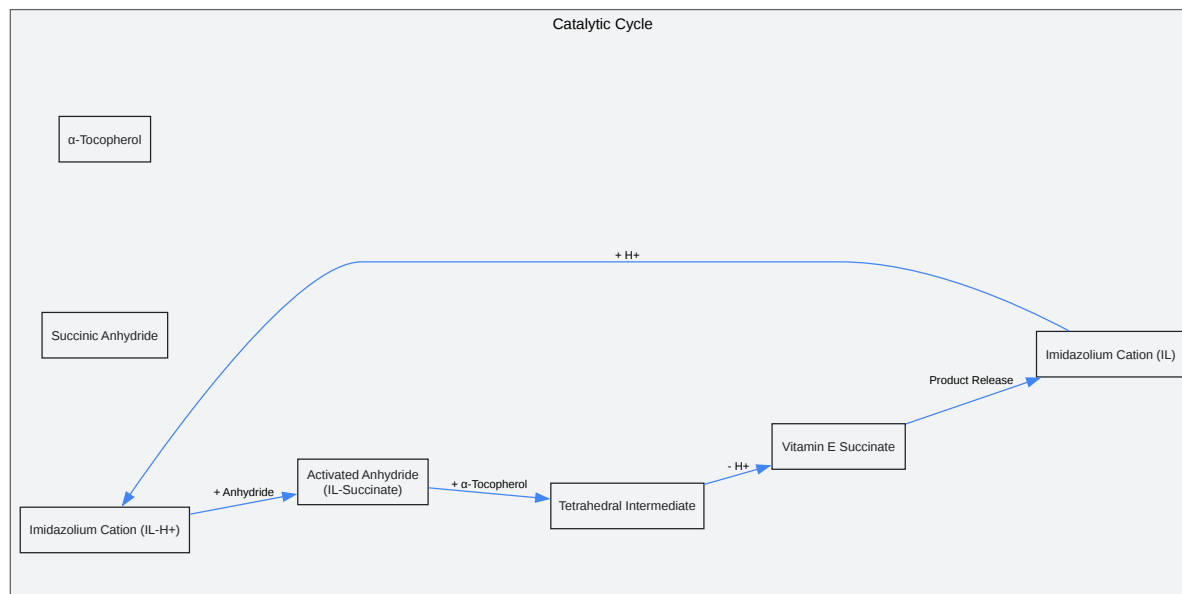 Catalytic Cycle
α-Tocopherol
+ H+
Succinic Anhydride
Imidazolium Cation (IL)
Product Release
Vitamin E Succinate
- H+
Activated Anhydride
(IL-Succinate)
+ α-Tocopherol
+ Anhydride
Tetrahedral Intermediate
Imidazolium Cation (IL-H+)